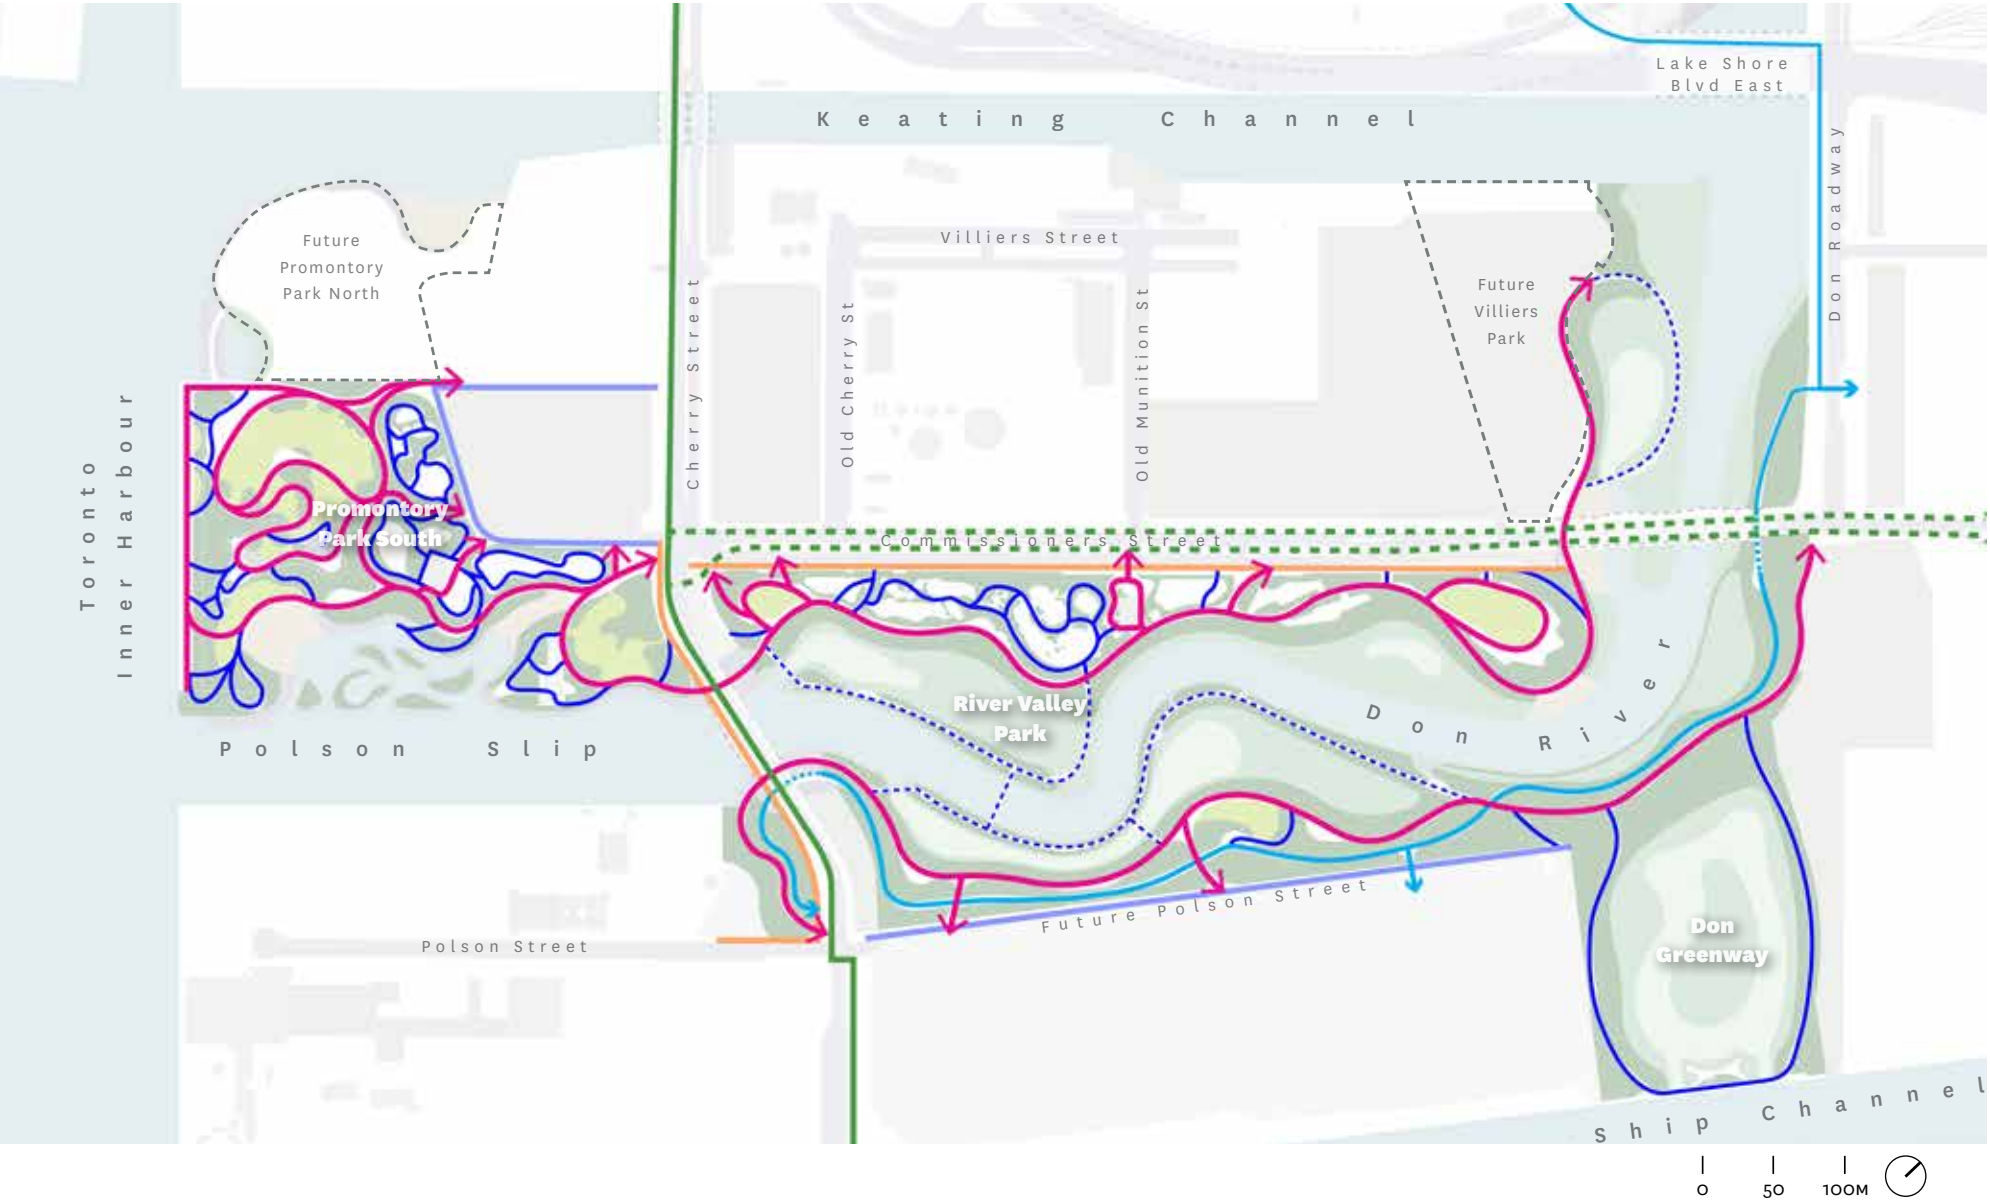 Lake Shore
Blvd East
Keating Channel
Don Roadway
Villiers Street
Future
Promontory
Park North
Future
Villiers
Park
Cherry Street
Old Cherry St
Old Munition St
Toronto
Inner Harbour
Promontory
Park South
Commissioners Street
River Valley
Park
Don River
Polson Slip
Future Polson Street
Polson Street
Don
Greenway
Ship Channel
0 50 100M